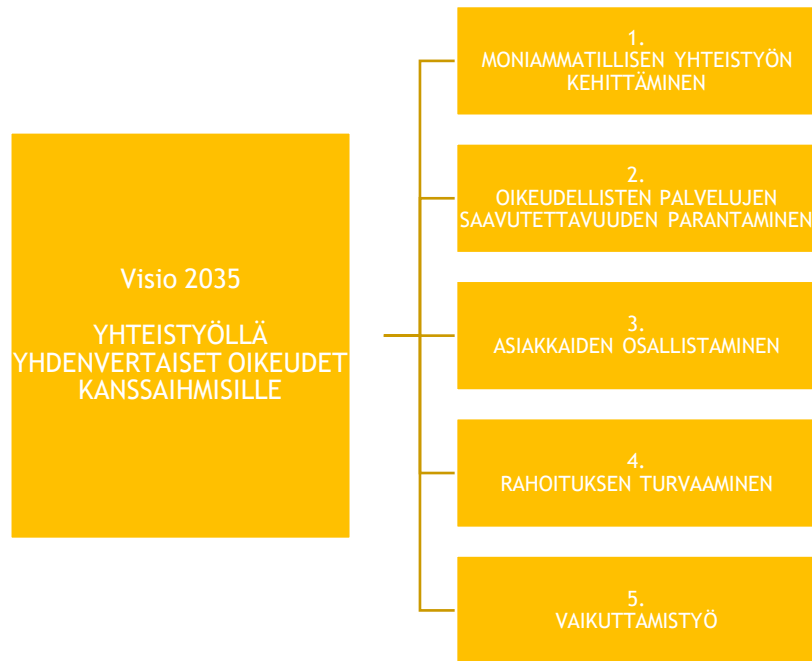 Visio 2035
YHTEISTYÖLLÄ
YHDENVERTAISET OIKEUDET
KANSSAIHMISILLE
1.
MONIAMMATILLISEN YHTEISTYÖN
KEHITTÄMINEN
2.
OIKEUDELLISTEN PALVELUJEN
SAAVUTETTAVUUDEN PARANTAMINEN
3.
ASIAKKAIDEN OSALLISTAMINEN
4.
RAHOITUKSEN TURVAAMINEN
5.
VAIKUTTAMISTYÖ